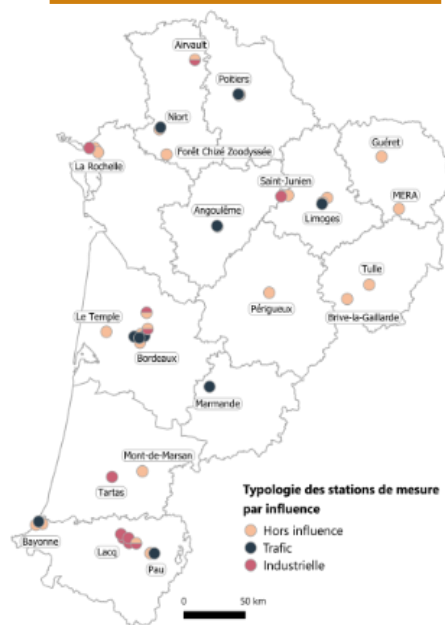 Airvault
Poitiers
Niort
La Rochelle
Forêt Chizé Zoodyssée
Guéret
Saint-Junien
MERA
Angoulême
Limoges
Tulle
Périgueux
Brive-la-Gaillarde
Le Temple
Bordeaux
Marmande
Mont-de-Marsan
Tartas
Typologie des stations de mesure
par influence
Hors influence
Trafic
Industrielle
Bayonne
Lacq
Pau
0 50 km